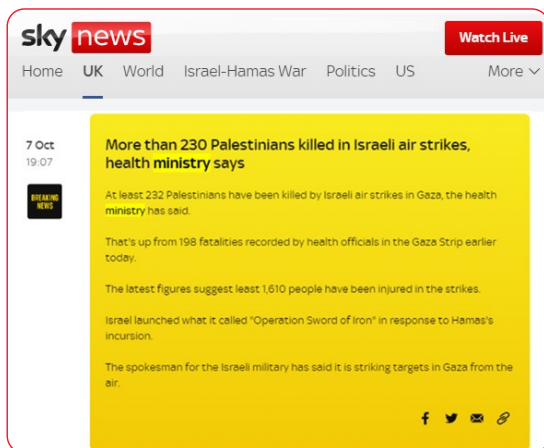 sky news
Watch Live
Home UK World Israel-Hamas War Politics US More
7 Oct
19:07
BREAKING
NEWS
More than 230 Palestinians killed in Israeli air strikes,
health ministry says
At least 232 Palestinians have been killed by Israeli air strikes in Gaza, the health
ministry has said.
That's up from 198 fatalities recorded by health officials in the Gaza Strip earlier
today.
The latest figures suggest least 1,610 people have been injured in the strikes.
Israel launched what it called "Operation Sword of Iron" in response to Hamas's
incursion.
The spokesman for the Israeli military has said it is striking targets in Gaza from the
air.